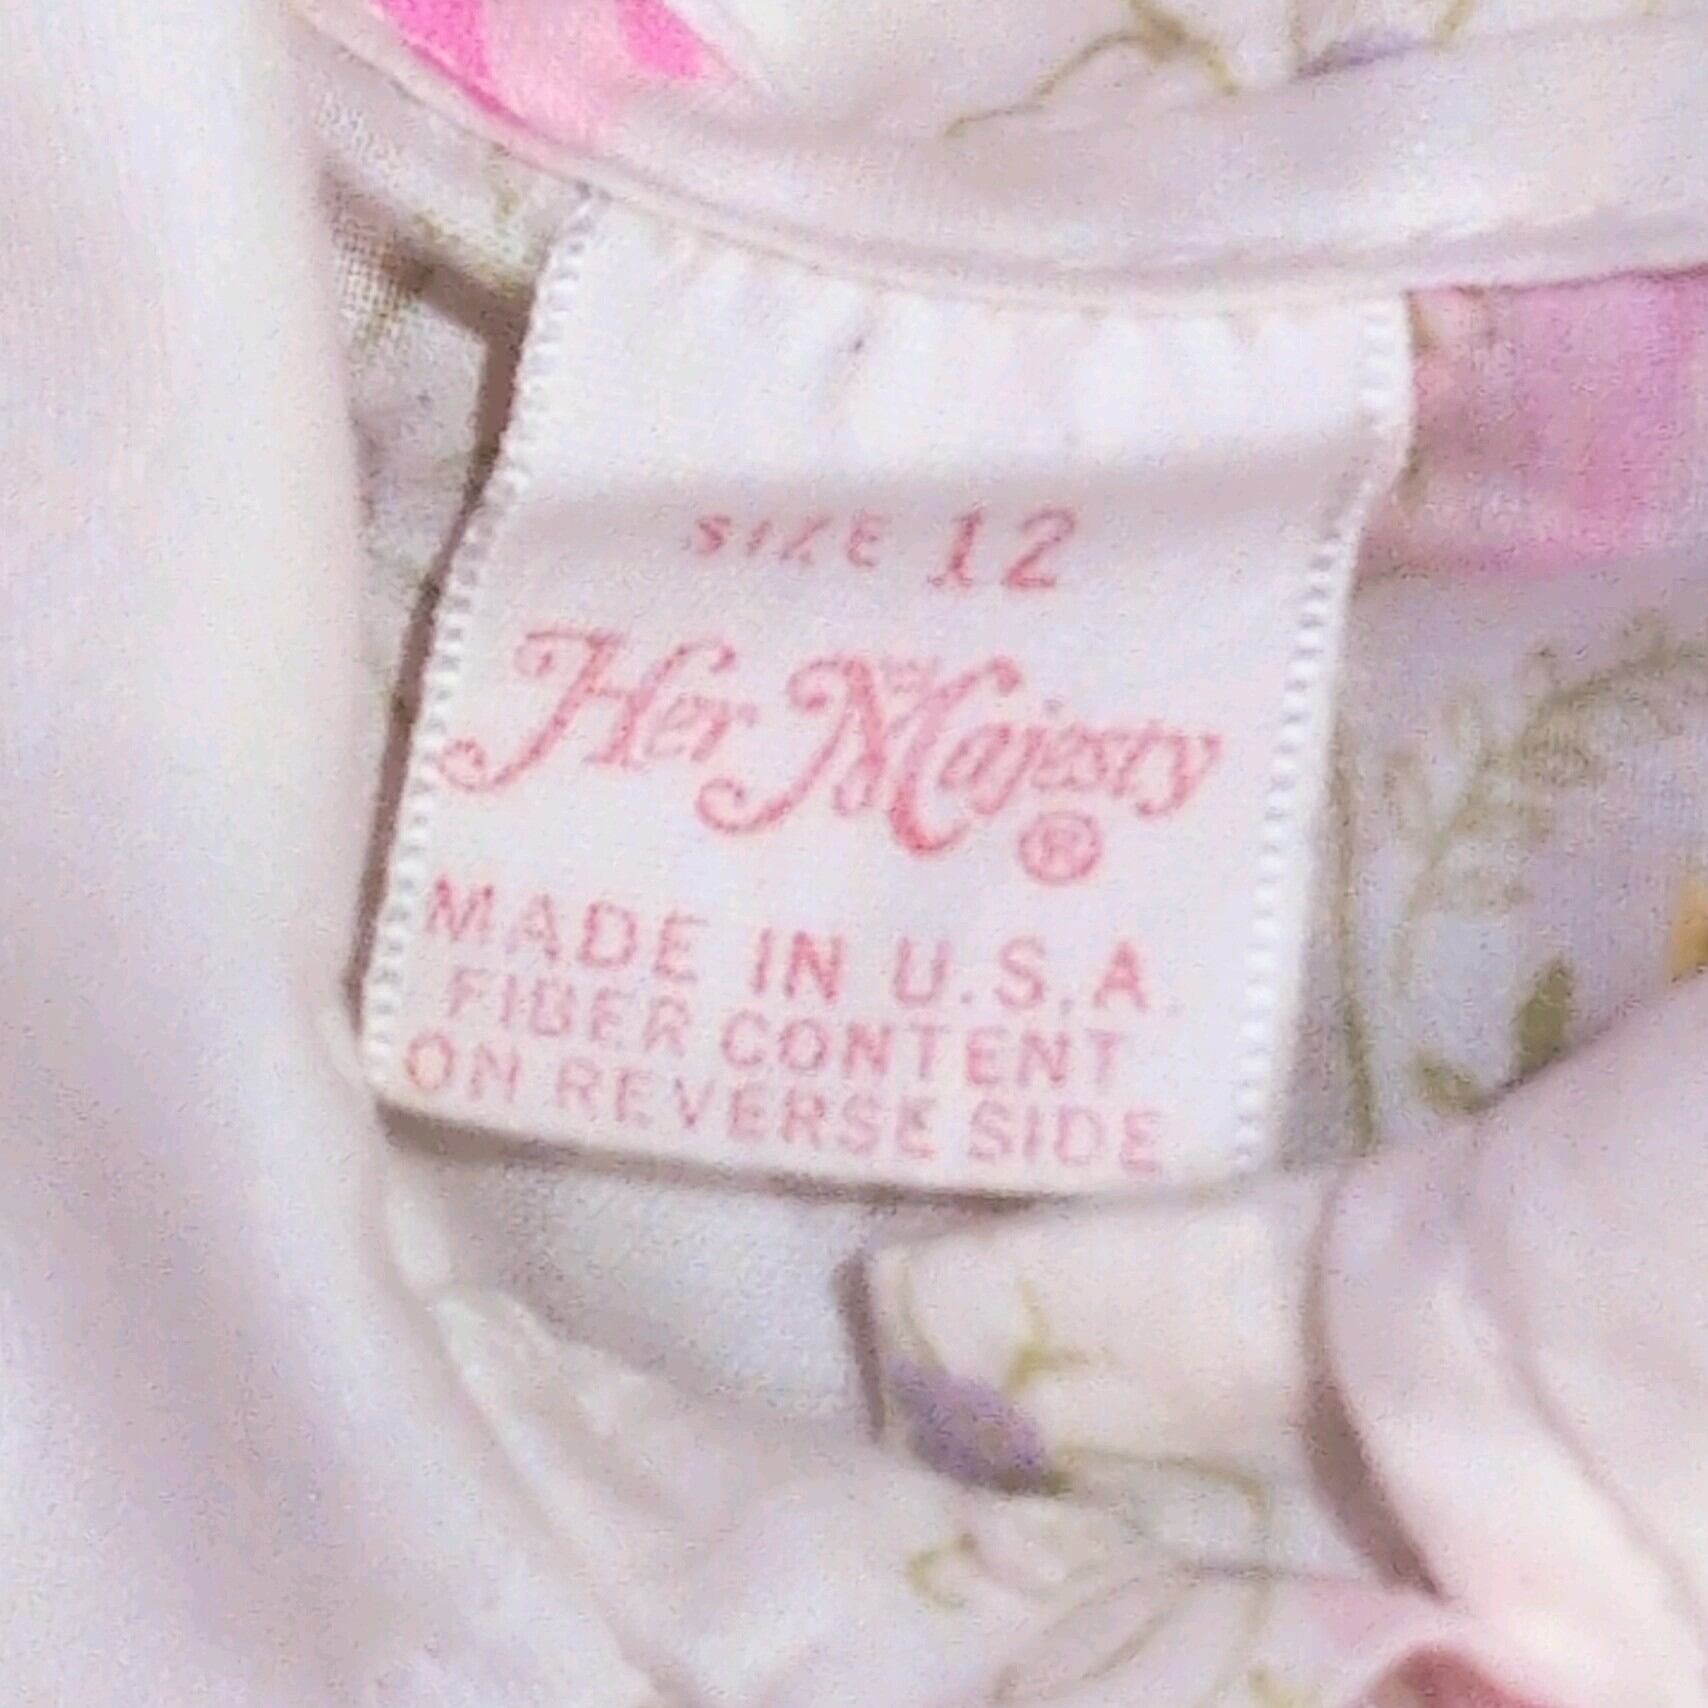 SIZE 12
Her Majesty
®
MADE IN U.S.A.
FIBER CONTENT
ON REVERSE SIDE